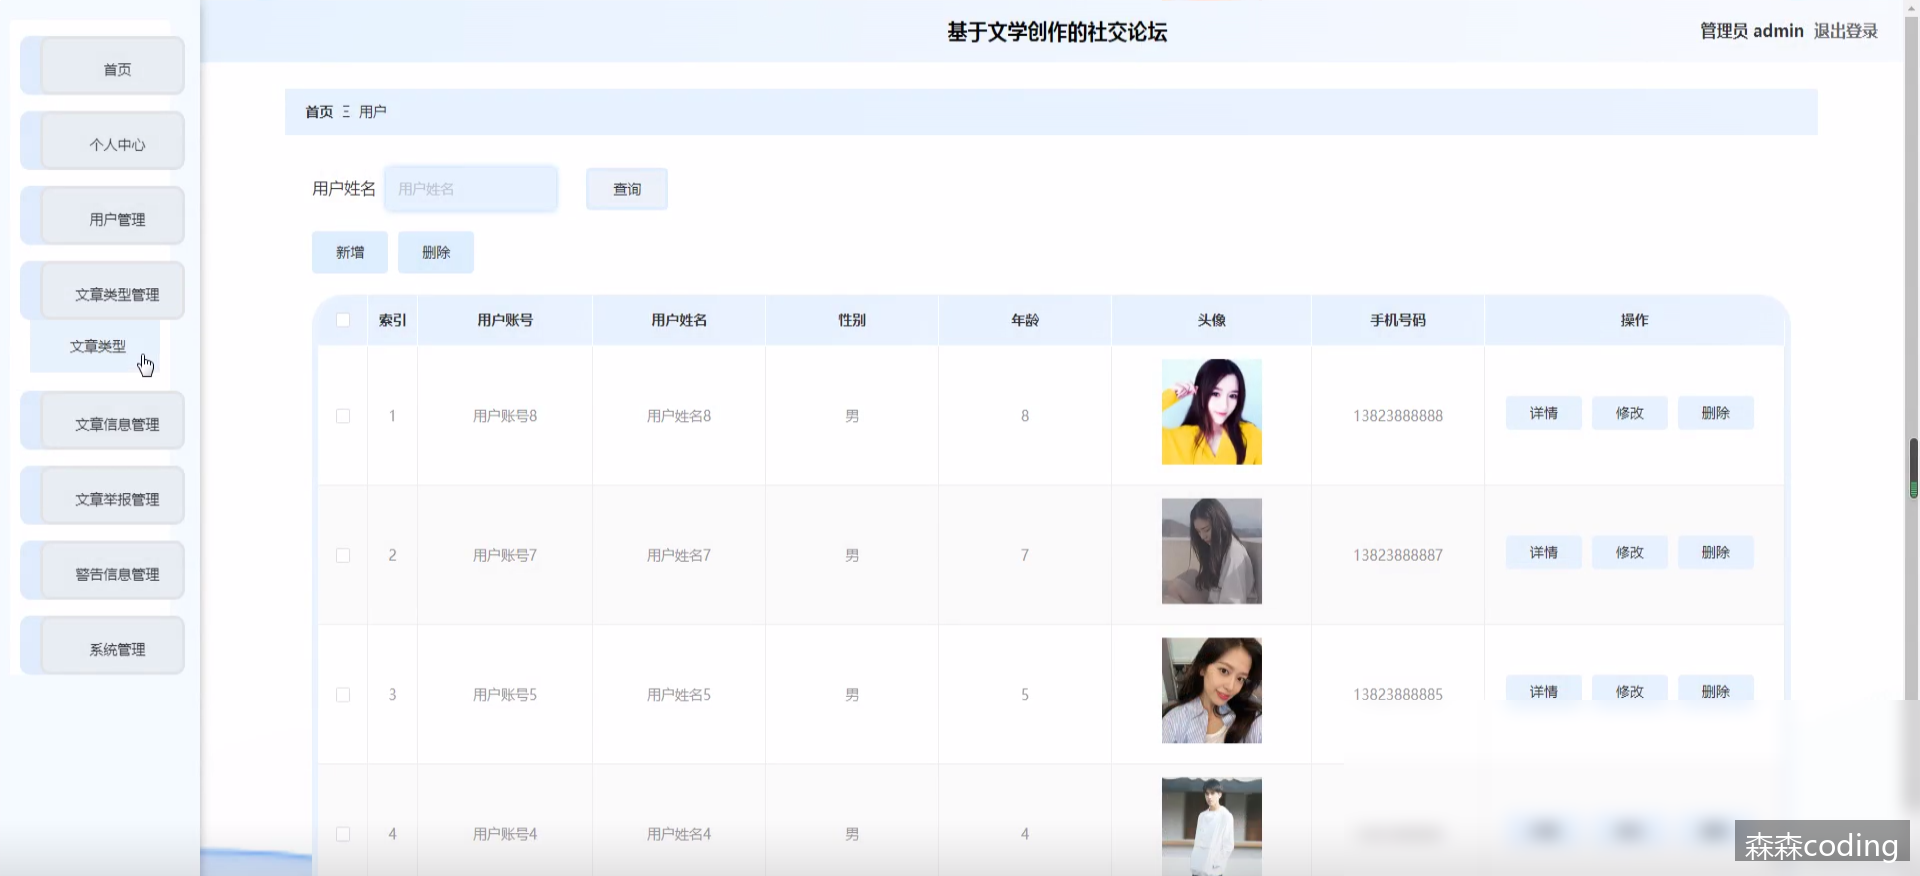 基于文学创作的社交论坛
管理员 admin 退出登录
首页
个人中心
用户管理
文章类型管理
文章类型
文章信息管理
文章举报管理
警告信息管理
系统管理
首页 Ξ 用户
用户姓名 用户姓名 查询
新增 删除
索引 用户账号 用户姓名 性别 年龄 头像 手机号码 操作
1 用户账号8 用户姓名8 男 8 13823888888 详情 修改 删除
2 用户账号7 用户姓名7 男 7 13823888887 详情 修改 删除
3 用户账号5 用户姓名5 男 5 13823888885 详情 修改 删除
4 用户账号4 用户姓名4 男 4
森森coding